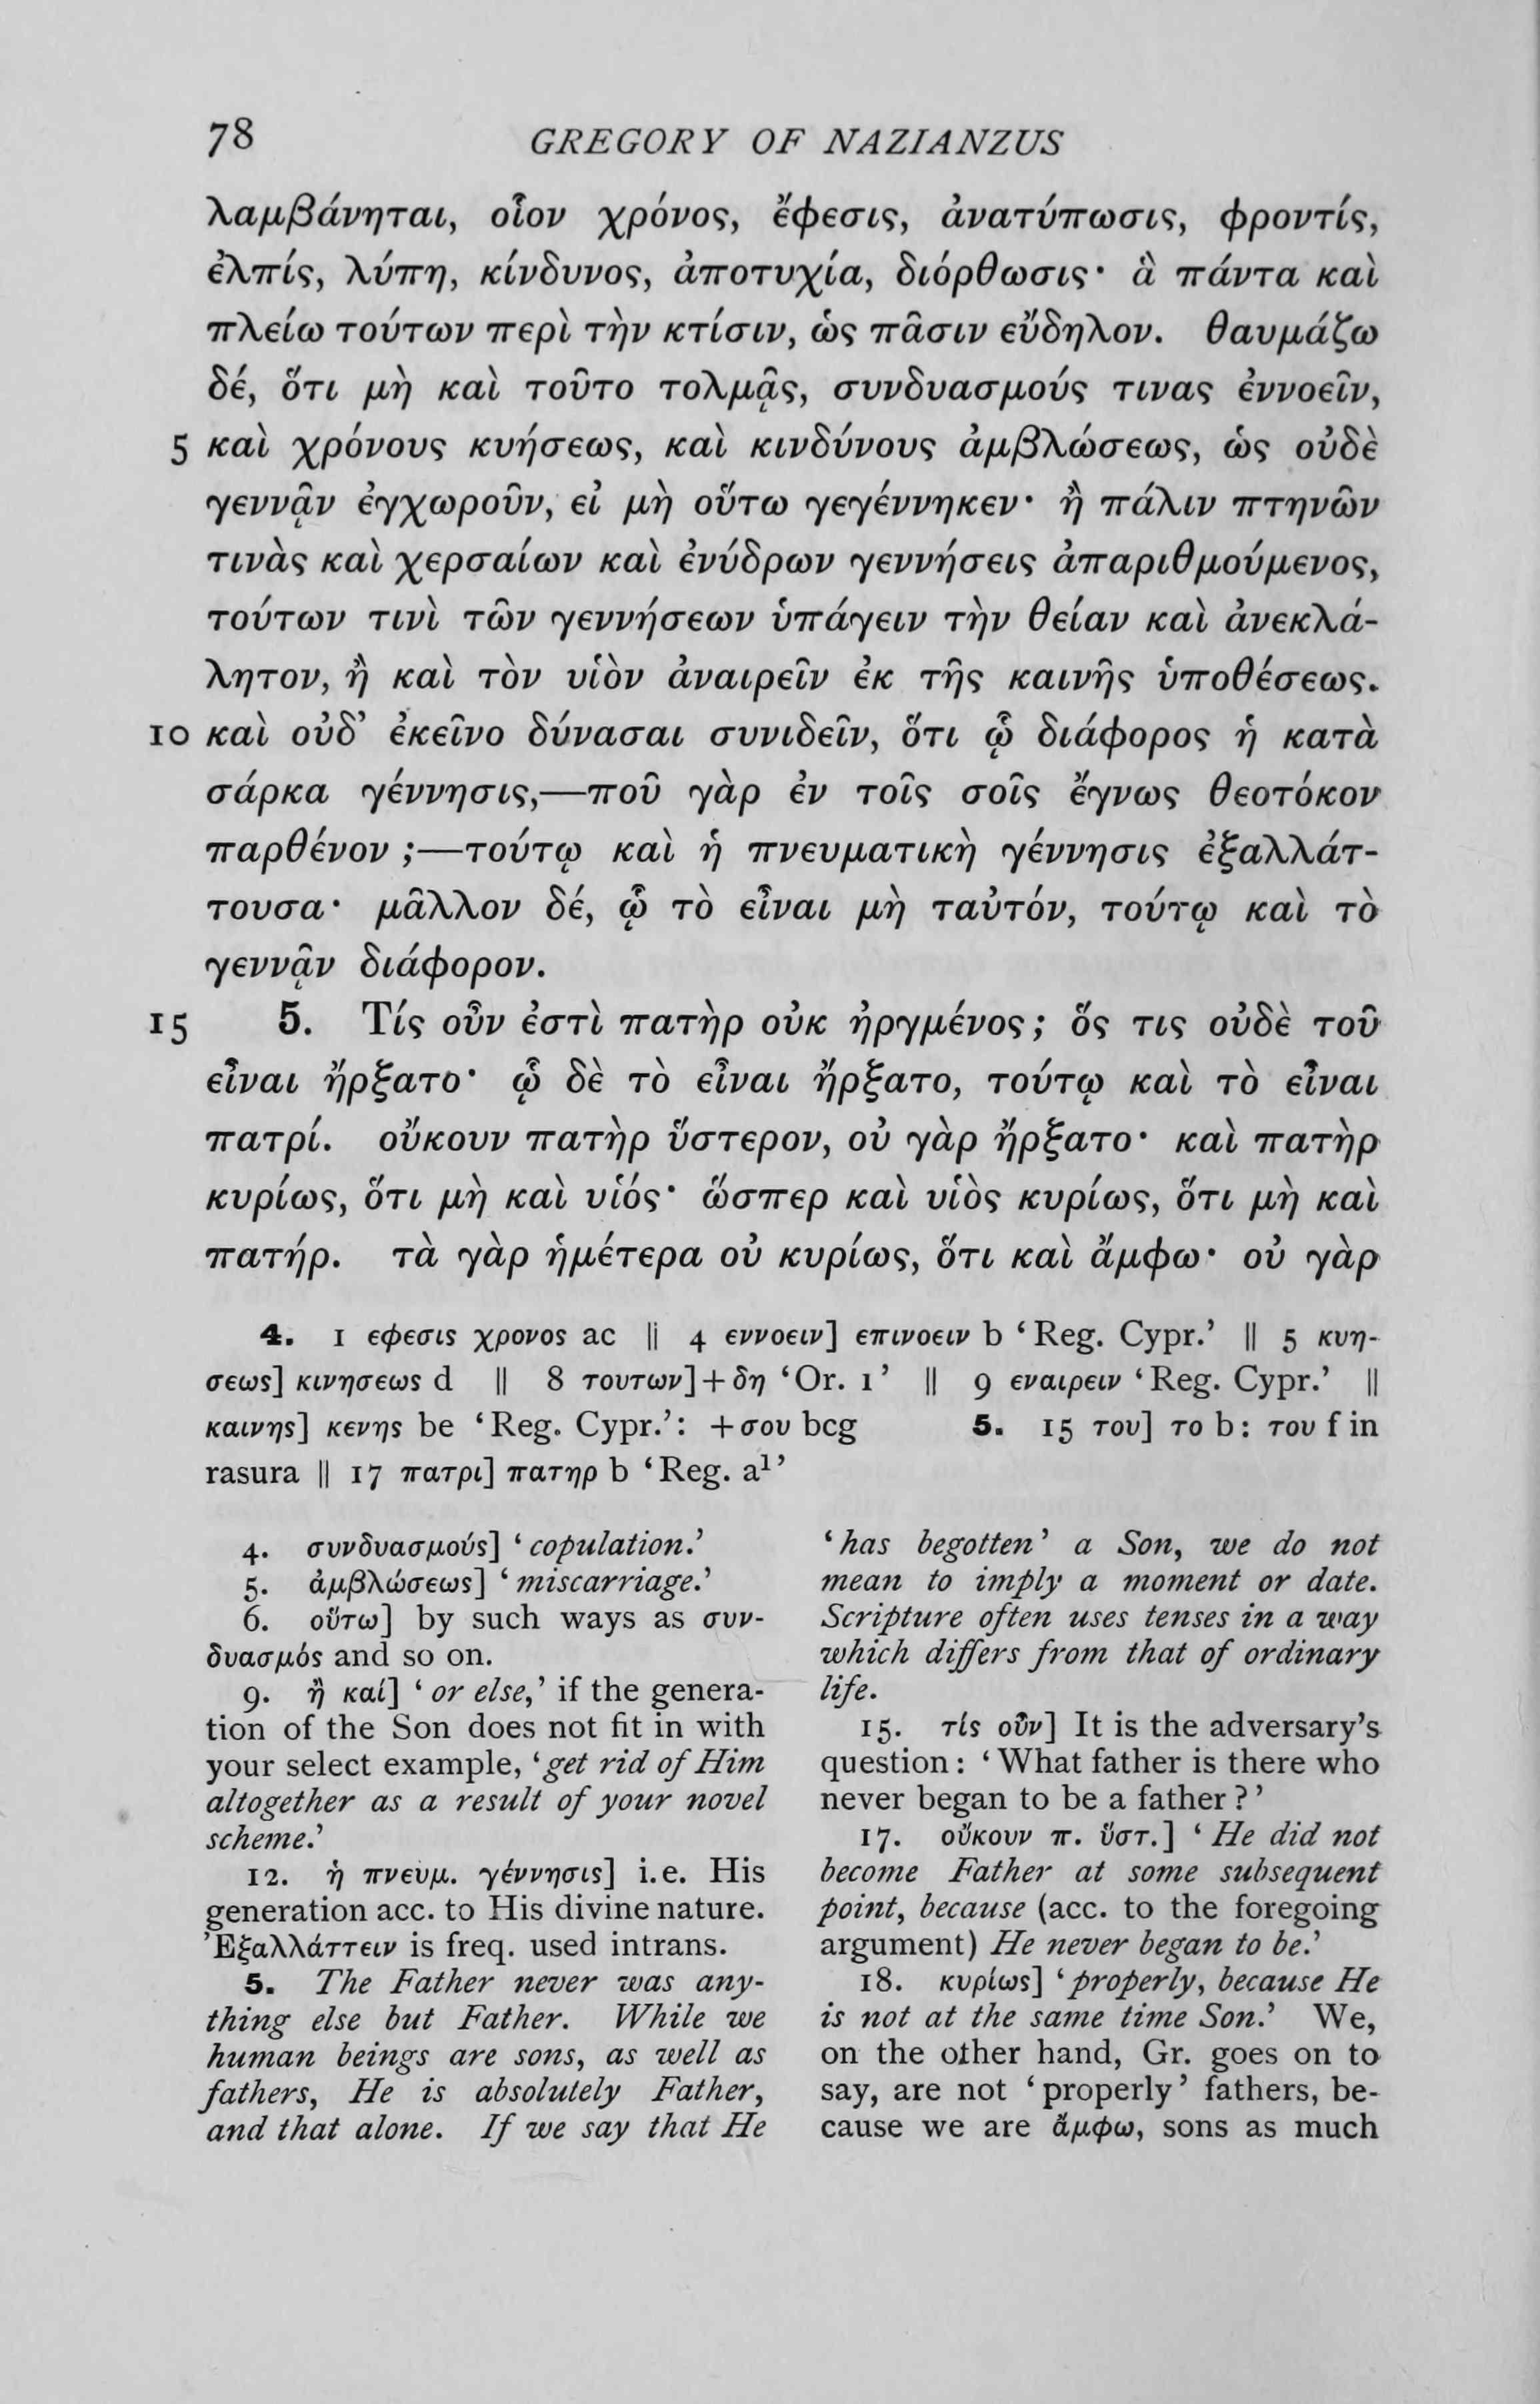 78 GREGORY OF NAZIANZUS
λαμβάνηται, οἷον χρόνος, ἔφεσις, ἀνατύπωσις, φροντίς,
ἐλπίς, λύπη, κίνδυνος, ἀποτυχία, διόρθωσις· ἃ πάντα καὶ
πλείω τούτων περὶ τὴν κτίσιν, ὡς πᾶσιν εὔδηλον. θαυμάζω
δέ, ὅτι μὴ καὶ τοῦτο τολμᾷς, συνδυασμούς τινας ἐννοεῖν,
5 καὶ χρόνους κυήσεως, καὶ κινδύνους ἀμβλώσεως, ὡς οὐδὲ
γεννᾷν ἐγχωροῦν, εἰ μὴ οὕτω γεγέννηκεν· ἢ πάλιν πτηνῶν
τινὰς καὶ χερσαίων καὶ ἐνύδρων γεννήσεις ἀπαριθμούμενος,
τούτων τινὶ τῶν γεννήσεων ὑπάγειν τὴν θείαν καὶ ἀνεκλά-
λητον, ἢ καὶ τὸν υἱὸν ἀναιρεῖν ἐκ τῆς καινῆς ὑποθέσεως.
10 καὶ οὐδ’ ἐκεῖνο δύνασαι συνιδεῖν, ὅτι ᾧ διάφορος ἡ κατὰ
σάρκα γέννησις,—ποῦ γὰρ ἐν τοῖς σοῖς ἔγνως θεοτόκον
παρθένον ;—τούτῳ καὶ ἡ πνευματικὴ γέννησις ἐξαλλάτ-
τουσα· μᾶλλον δέ, ᾧ τὸ εἶναι μὴ ταὐτόν, τούτῳ καὶ τὸ
γεννᾷν διάφορον.
15 5. Τίς οὖν ἐστὶ πατὴρ οὐκ ἠργμένος; ὅς τις οὐδὲ τοῦ
εἶναι ἤρξατο· ᾧ δὲ τὸ εἶναι ἤρξατο, τούτῳ καὶ τὸ εἶναι
πατρί. οὔκουν πατὴρ ὕστερον, οὐ γὰρ ἤρξατο· καὶ πατὴρ
κυρίως, ὅτι μὴ καὶ υἱός· ὥσπερ καὶ υἱὸς κυρίως, ὅτι μὴ καὶ
πατήρ. τὰ γὰρ ἡμέτερα οὐ κυρίως, ὅτι καὶ ἄμφω· οὐ γὰρ
4. 1 εφεσις χρονος ac || 4 εννοειν] επινοειν b ‘Reg. Cypr.’ || 5 κυη-
σεως] κινησεως d || 8 τουτων]+δη ‘Or. 1’ || 9 εναιρειν ‘Reg. Cypr.’ ||
καινης] κενης be ‘Reg. Cypr.’: +σου bcg 5. 15 του] το b: του f in
rasura || 17 πατρι] πατηρ b ‘Reg. a¹’
4. συνδυασμούς] ‘copulation.’
5. ἀμβλώσεως] ‘miscarriage.’
6. οὕτω] by such ways as συν-
δυασμός and so on.
9. ἢ καί] ‘or else,’ if the genera-
tion of the Son does not fit in with
your select example, ‘get rid of Him
altogether as a result of your novel
scheme.’
12. ἡ πνευμ. γέννησις] i.e. His
generation acc. to His divine nature.
Ἐξαλλάττειν is freq. used intrans.
5. The Father never was any-
thing else but Father. While we
human beings are sons, as well as
fathers, He is absolutely Father,
and that alone. If we say that He
‘has begotten’ a Son, we do not
mean to imply a moment or date.
Scripture often uses tenses in a way
which differs from that of ordinary
life.
15. τίς οὖν] It is the adversary’s
question: ‘What father is there who
never began to be a father?’
17. οὔκουν π. ὕστ.] ‘He did not
become Father at some subsequent
point, because (acc. to the foregoing
argument) He never began to be.’
18. κυρίως] ‘properly, because He
is not at the same time Son.’ We,
on the other hand, Gr. goes on to
say, are not ‘properly’ fathers, be-
cause we are ἄμφω, sons as much